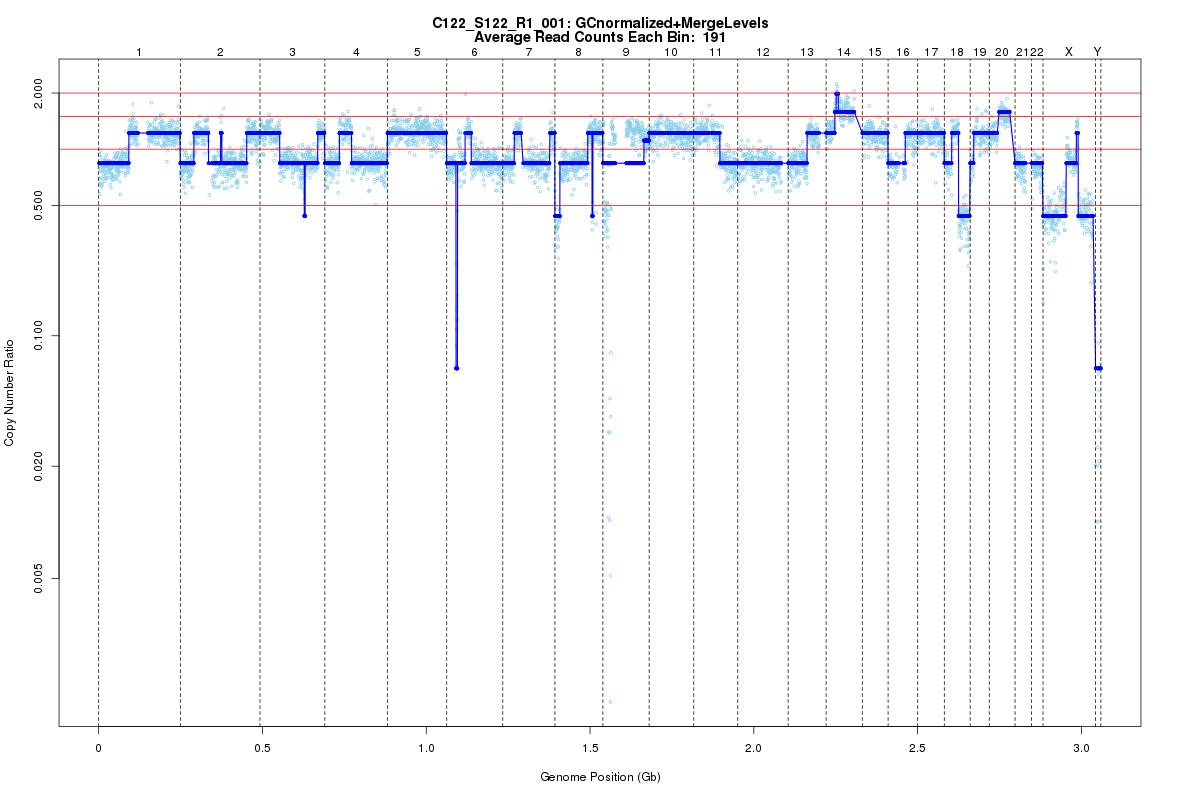 C122_S122_R1_001: GCnormalized+MergeLevels
Average Read Counts Each Bin: 191
1 2 3 4 5 6 7 8 9 10 11 12 13 14 15 16 17 18 19 20 21 22 X Y
2.000
0.500
0.100
0.020
0.005
Copy Number Ratio
0 0.5 1.0 1.5 2.0 2.5 3.0
Genome Position (Gb)